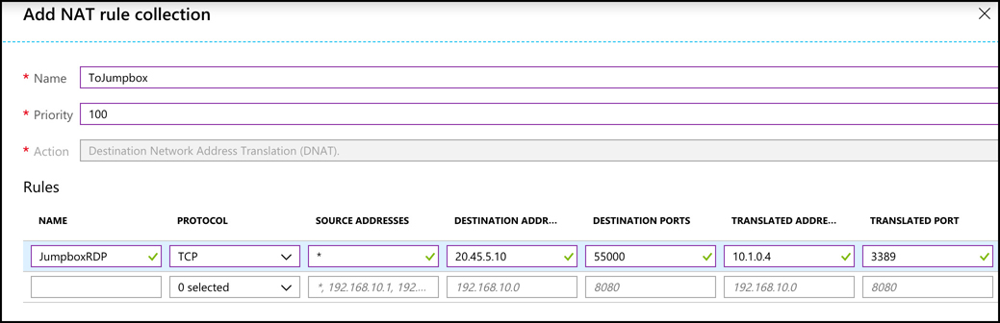 Add NAT rule collection
* Name ToJumpbox
* Priority 100
* Action Destination Network Address Translation (DNAT).
Rules
NAME PROTOCOL SOURCE ADDRESSES DESTINATION ADDR... DESTINATION PORTS TRANSLATED ADDRE... TRANSLATED PORT
JumpboxRDP TCP * 20.45.5.10 55000 10.1.0.4 3389
0 selected *, 192.168.10.1, 192.... 192.168.10.0 8080 192.168.10.0 8080